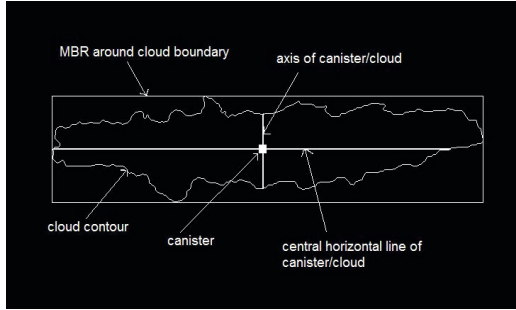 MBR around cloud boundary
axis of canister/cloud
cloud contour
canister
central horizontal line of
canister/cloud